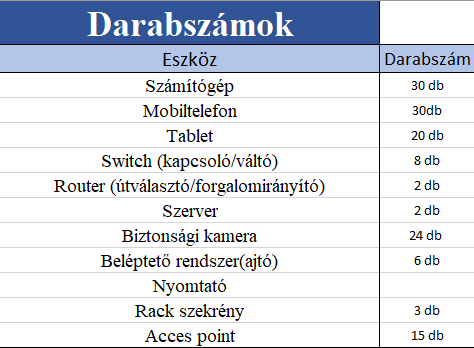 Darabszámok
Eszköz Darabszám
Számítógép 30 db
Mobiltelefon 30db
Tablet 20 db
Switch (kapcsoló/váltó) 8 db
Router (útválasztó/forgalomirányító) 2 db
Szerver 2 db
Biztonsági kamera 24 db
Beléptető rendszer(ajtó) 6 db
Nyomtató
Rack szekrény 3 db
Acces point 15 db